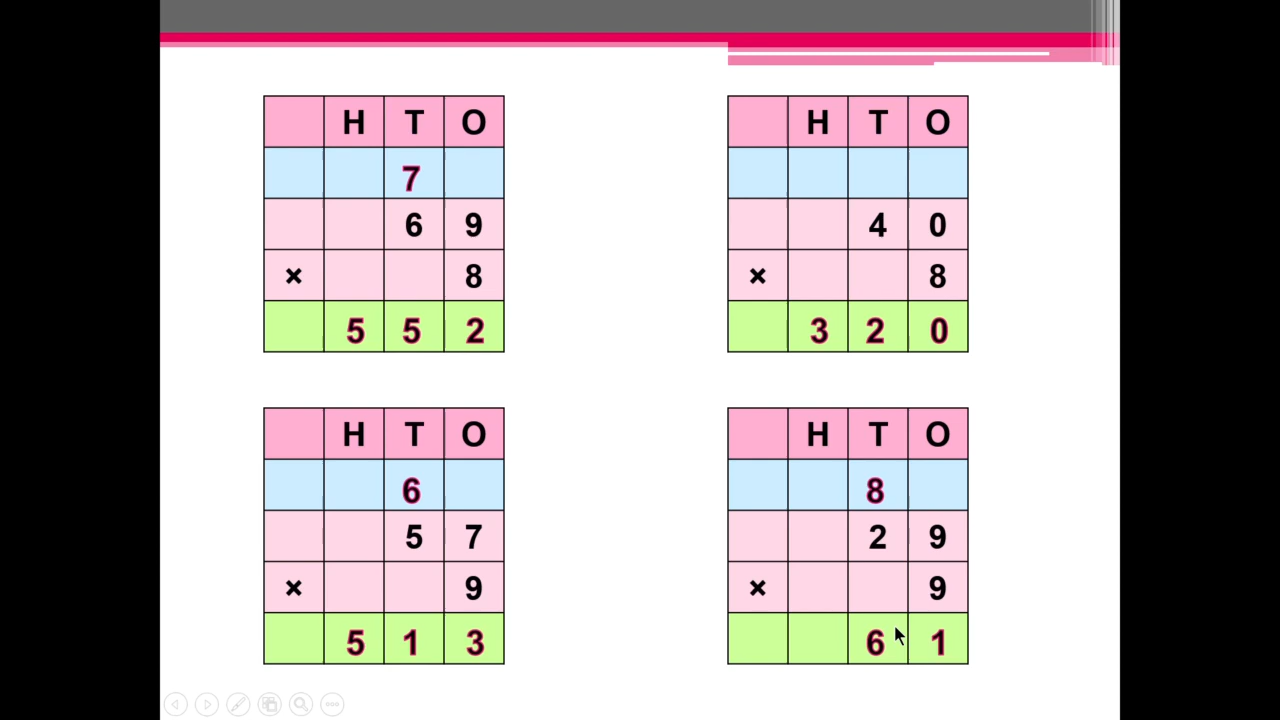 H T O
7
6 9
× 8
5 5 2
H T O
4 0
× 8
3 2 0
H T O
6
5 7
× 9
5 1 3
H T O
8
2 9
× 9
6 1